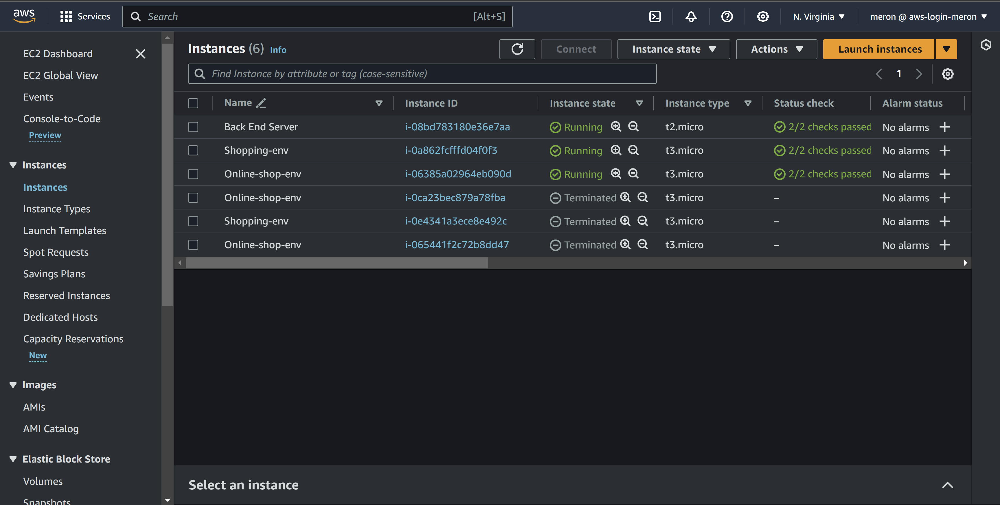 aws
Services
Search
[Alt+S]
N. Virginia
meron @ aws-login-meron
EC2 Dashboard
EC2 Global View
Events
Console-to-Code
Preview
Instances
Instances
Instance Types
Launch Templates
Spot Requests
Savings Plans
Reserved Instances
Dedicated Hosts
Capacity Reservations
New
Images
AMIs
AMI Catalog
Elastic Block Store
Volumes
Snapshots
Instances (6) Info
Connect
Instance state
Actions
Launch instances
Find Instance by attribute or tag (case-sensitive)
1
Name Instance ID Instance state Instance type Status check Alarm status
Back End Server i-08bd783180e36e7aa Running t2.micro 2/2 checks passed No alarms
Shopping-env i-0a862fcfffd04f0f3 Running t3.micro 2/2 checks passed No alarms
Online-shop-env i-06385a02964eb090d Running t3.micro 2/2 checks passed No alarms
Online-shop-env i-0ca23bec879a78fba Terminated t3.micro – No alarms
Shopping-env i-0e4341a3ece8e492c Terminated t3.micro – No alarms
Online-shop-env i-065441f2c72b8dd47 Terminated t3.micro – No alarms
Select an instance